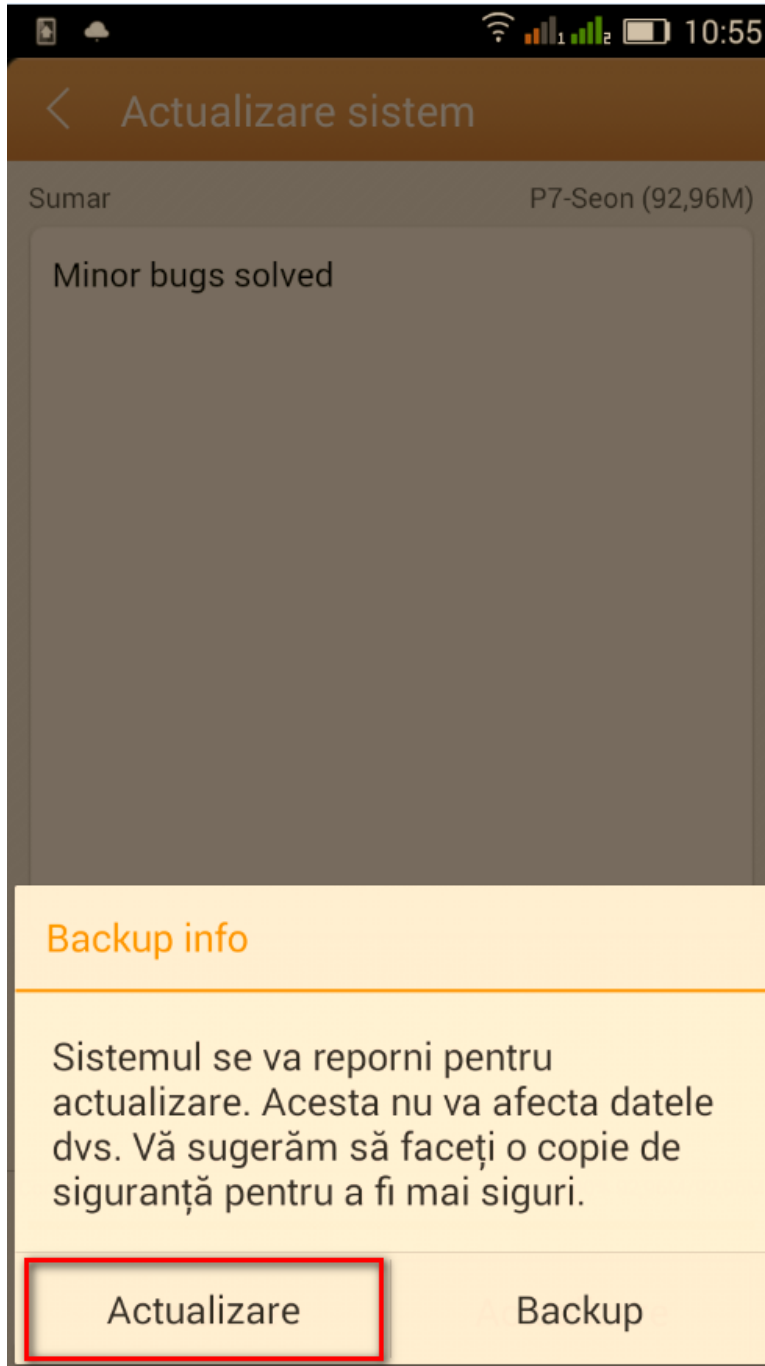 1 2 10:55
Actualizare sistem
Sumar P7-Seon (92,96M)
Minor bugs solved
Backup info
Sistemul se va reporni pentru
actualizare. Acesta nu va afecta datele
dvs. Vă sugerăm să faceți o copie de
siguranță pentru a fi mai siguri.
Actualizare Backup